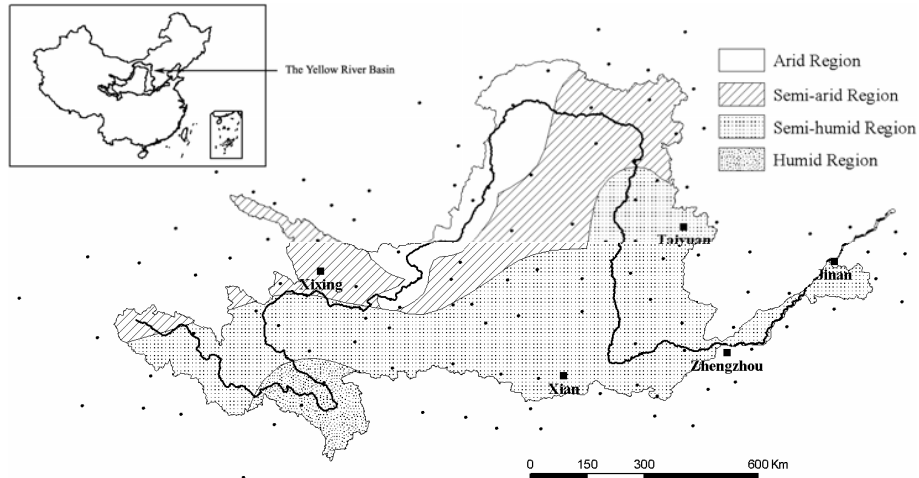 The Yellow River Basin
Arid Region
Semi-arid Region
Semi-humid Region
Humid Region
Taiyuan
Xixing
Jinan
Zhengzhou
Xian
0 150 300 600 Km